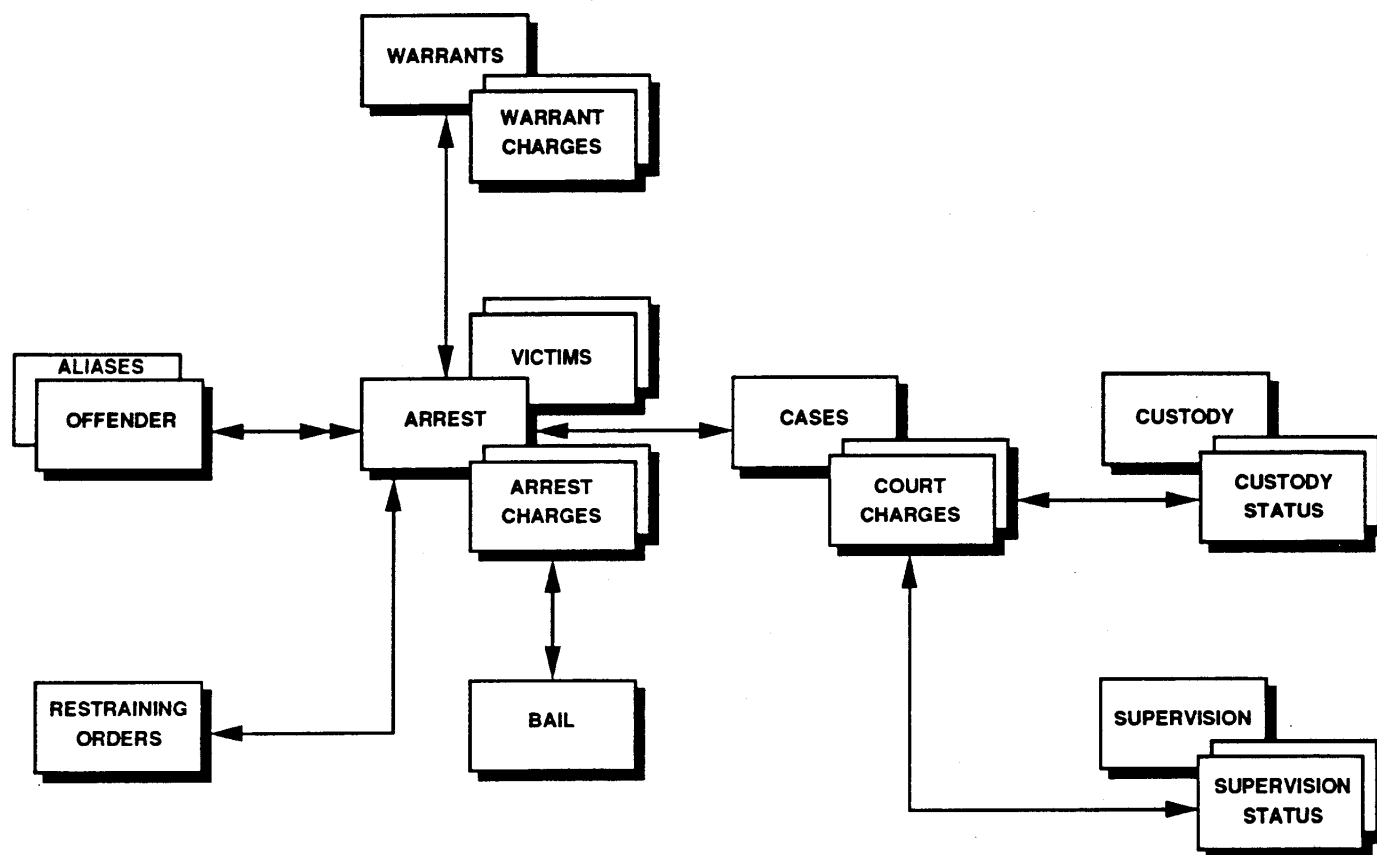 WARRANTS
WARRANT
CHARGES
VICTIMS
ALIASES
OFFENDER
ARREST
CASES
CUSTODY
ARREST
CHARGES
COURT
CHARGES
CUSTODY
STATUS
RESTRAINING
ORDERS
BAIL
SUPERVISION
SUPERVISION
STATUS